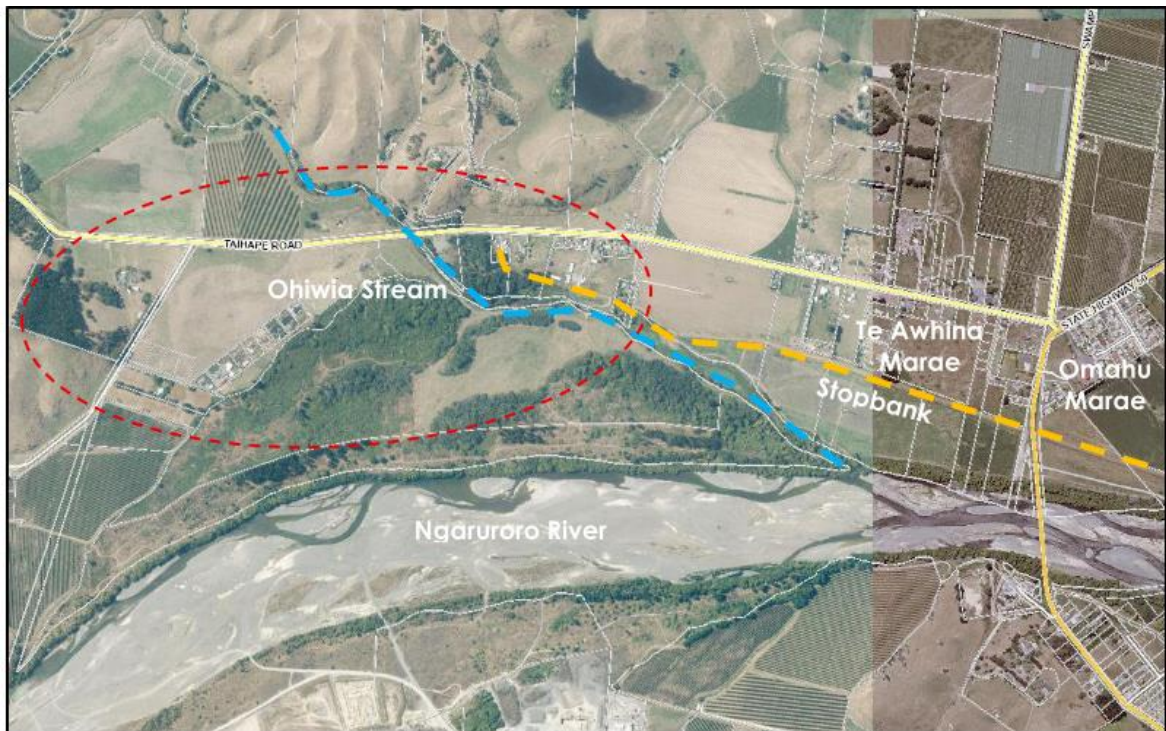 SWAMP
TAIHAPE ROAD
Ohiwia Stream
STATE HIGHWAY 50
Te Awhina
Marae
Omahu
Marae
Stopbank
Ngaruroro River